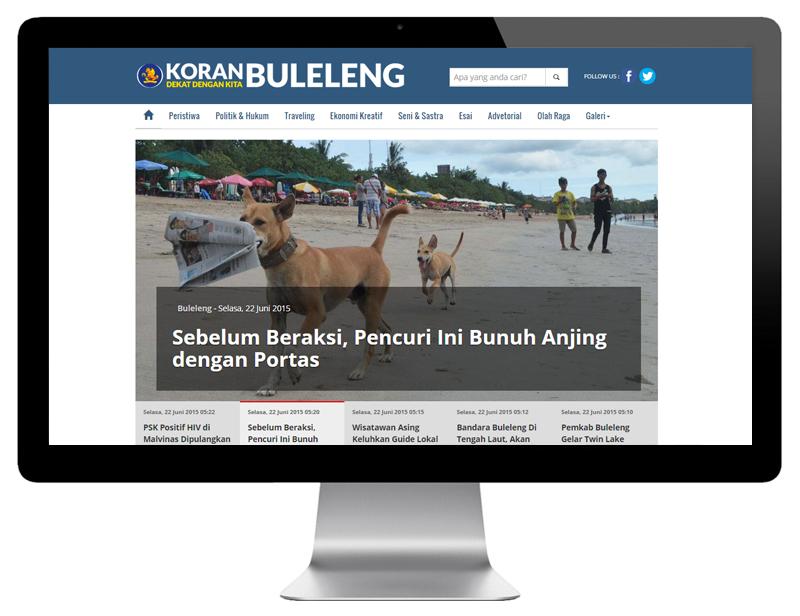 KORAN BULELENG
DEKAT DENGAN KITA
Apa yang anda cari?
FOLLOW US :
Peristiwa Politik & Hukum Traveling Ekonomi Kreatif Seni & Sastra Esai Advetorial Olah Raga Galeri
Buleleng - Selasa, 22 Juni 2015
Sebelum Beraksi, Pencuri Ini Bunuh Anjing
dengan Portas
Selasa, 22 Juni 2015 05:22
PSK Positif HIV di
Malvinas Dipulangkan
Selasa, 22 Juni 2015 05:20
Sebelum Beraksi,
Pencuri Ini Bunuh
Selasa, 22 Juni 2015 05:15
Wisatawan Asing
Keluhkan Guide Lokal
Selasa, 22 Juni 2015 05:12
Bandara Buleleng Di
Tengah Laut, Akan
Selasa, 22 Juni 2015 05:10
Pemkab Buleleng
Gelar Twin Lake